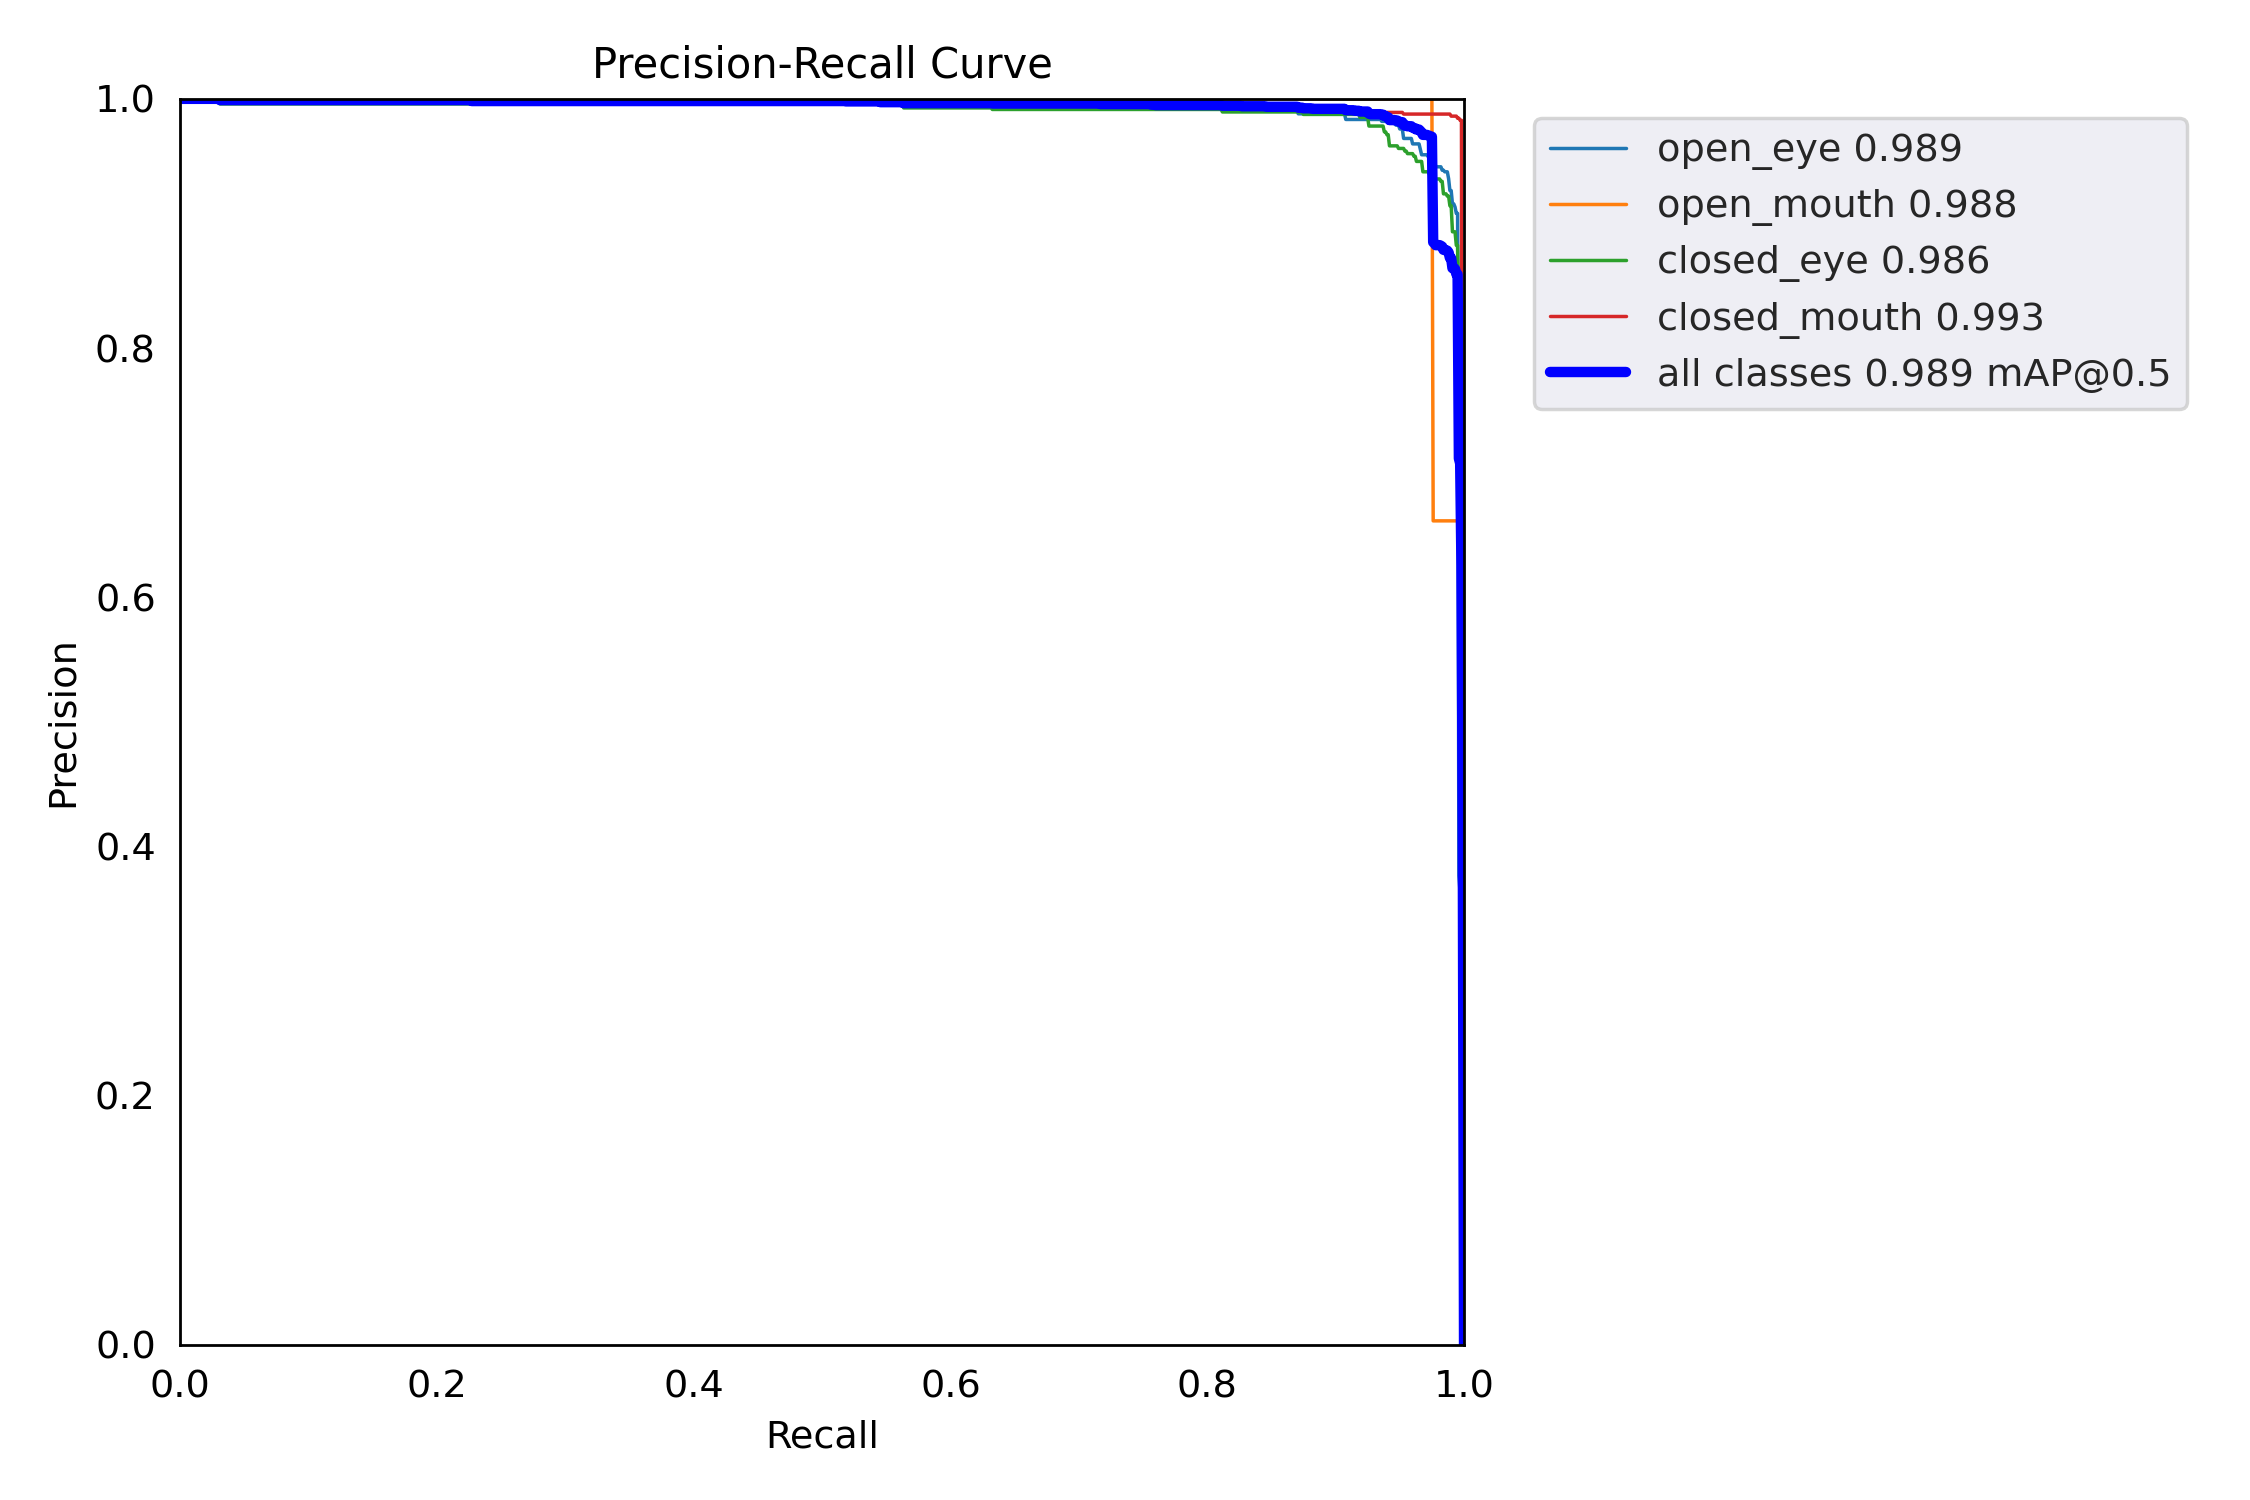 Precision-Recall Curve
1.0
0.8
0.6
0.4
0.2
0.0
Precision
0.0 0.2 0.4 0.6 0.8 1.0
Recall
open_eye 0.989
open_mouth 0.988
closed_eye 0.986
closed_mouth 0.993
all classes 0.989 mAP@0.5